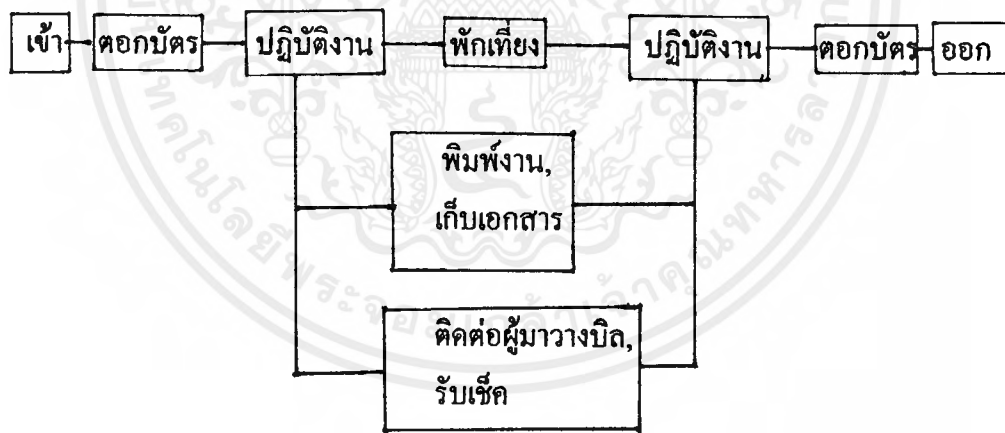 เข้า ตอกบัตร ปฏิบัติงาน พักเที่ยง ปฏิบัติงาน ตอกบัตร ออก
พิมพ์งาน,
เก็บเอกสาร
ติดต่อผู้มาวางบิล,
รับเช็ค